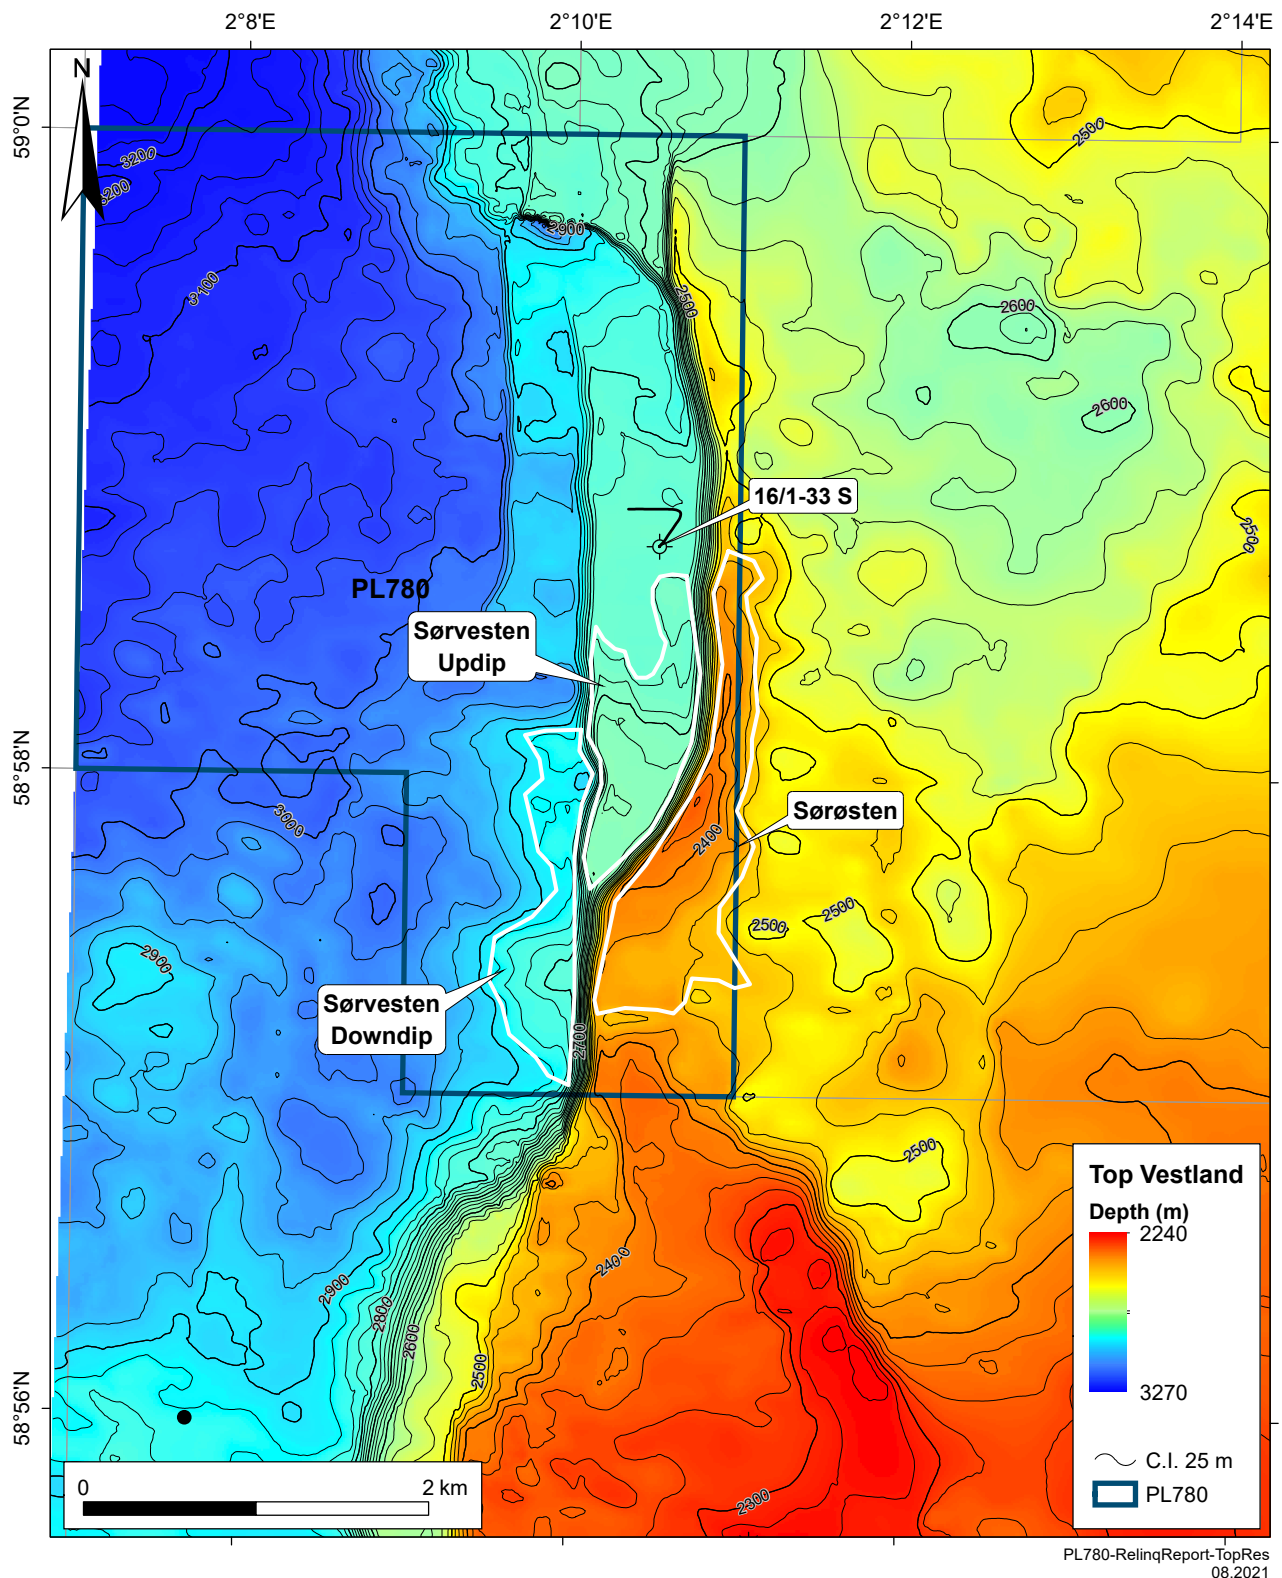 2°8'E
2°10'E
2°12'E
2°14'E
N
59°0'N
2500
3200
3200
2900
3100
2500
2600
2600
16/1-33 S
2500
PL780
Sørvesten
Updip
58°58'N
3000
Sørøsten
2400
2500
2500
2900
Sørvesten
Downdip
2700
2500
2400
2900
2800
2600
2500
58°56'N
2300
Top Vestland
Depth (m)
2240
3270
C.I. 25 m
PL780
0
2 km
PL780-RelinqReport-TopRes
08.2021